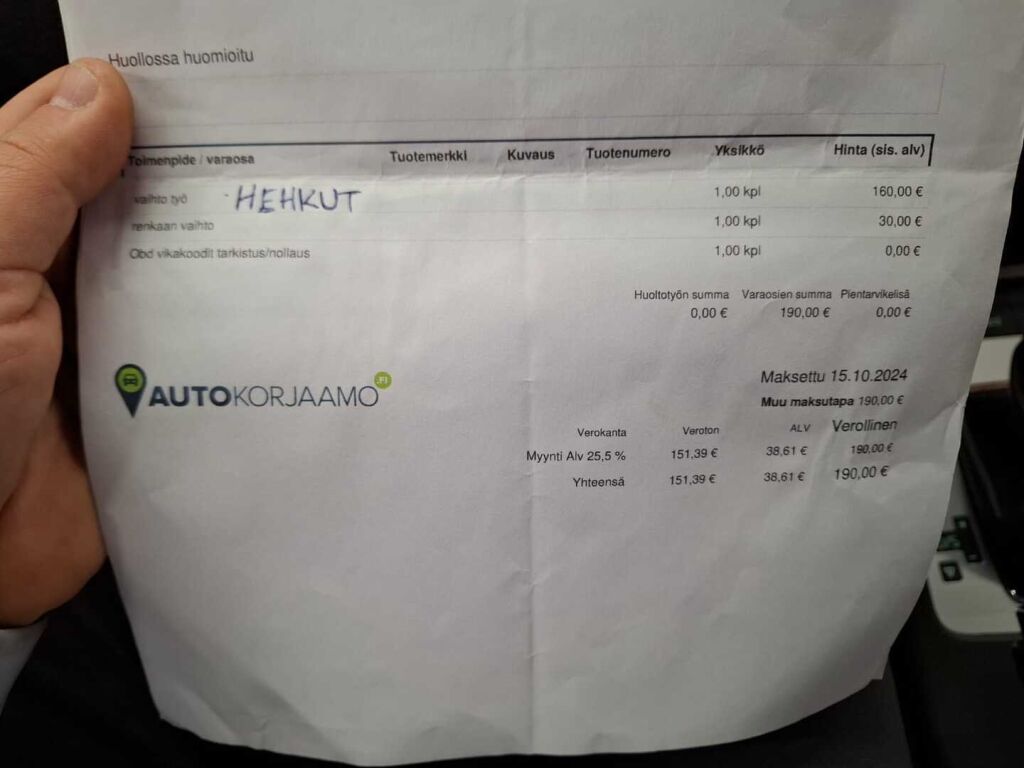 Huollossa huomioitu
Toimenpide / varaosa Tuotemerkki Kuvaus Tuotenumero Yksikkö Hinta (sis. alv)
vaihto työ HEHKUT 1,00 kpl 160,00 €
renkaan vaihto 1,00 kpl 30,00 €
Obd vikakoodit tarkistus/nollaus 1,00 kpl 0,00 €
Huoltotyön summa Varaosien summa Pientarvikelisä
0,00 € 190,00 € 0,00 €
AUTOKORJAAMO.FI
Maksettu 15.10.2024
Muu maksutapa 190,00 €
Verokanta Veroton ALV Verollinen
Myynti Alv 25,5 % 151,39 € 38,61 € 190,00 €
Yhteensä 151,39 € 38,61 € 190,00 €